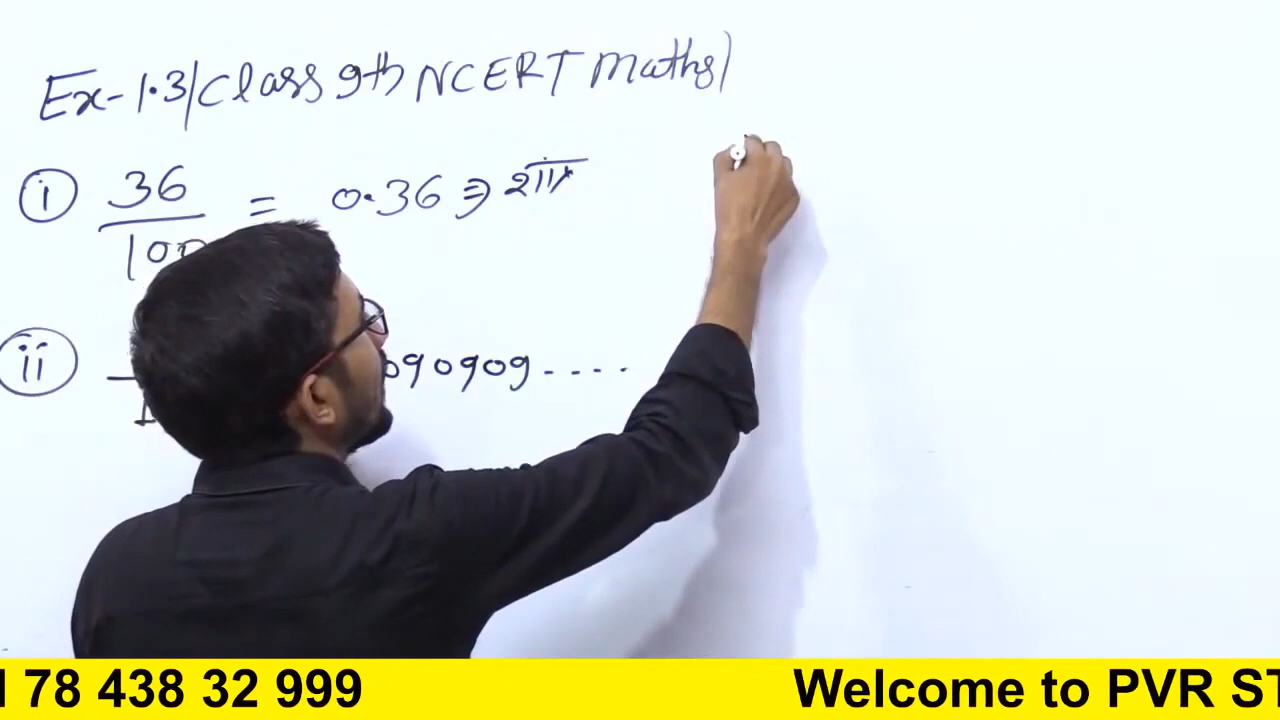 Ex-1.3/Class 9th NCERT Maths)
i 36/100 = 0.36 ⇒ सांत
ii 090909....
78 438 32 999 Welcome to PVR ST